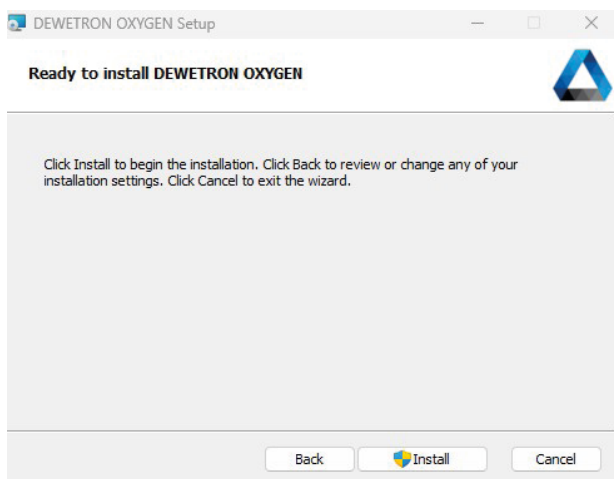 DEWETRON OXYGEN Setup
Ready to install DEWETRON OXYGEN
Click Install to begin the installation. Click Back to review or change any of your
installation settings. Click Cancel to exit the wizard.
Back
Install
Cancel